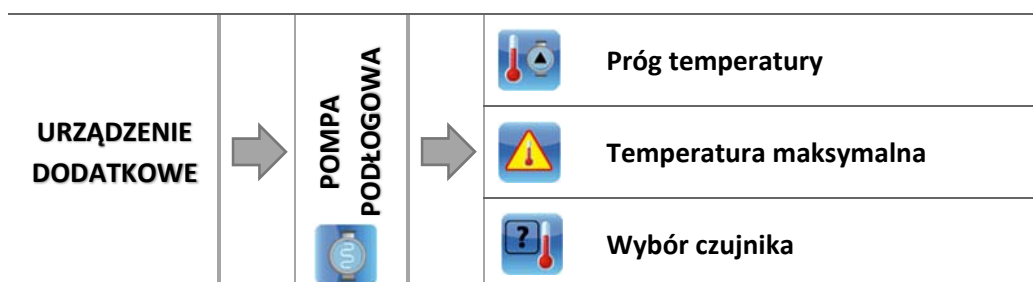 URZĄDZENIE
DODATKOWE
POMPA
PODŁOGOWA
Próg temperatury
Temperatura maksymalna
?
Wybór czujnika